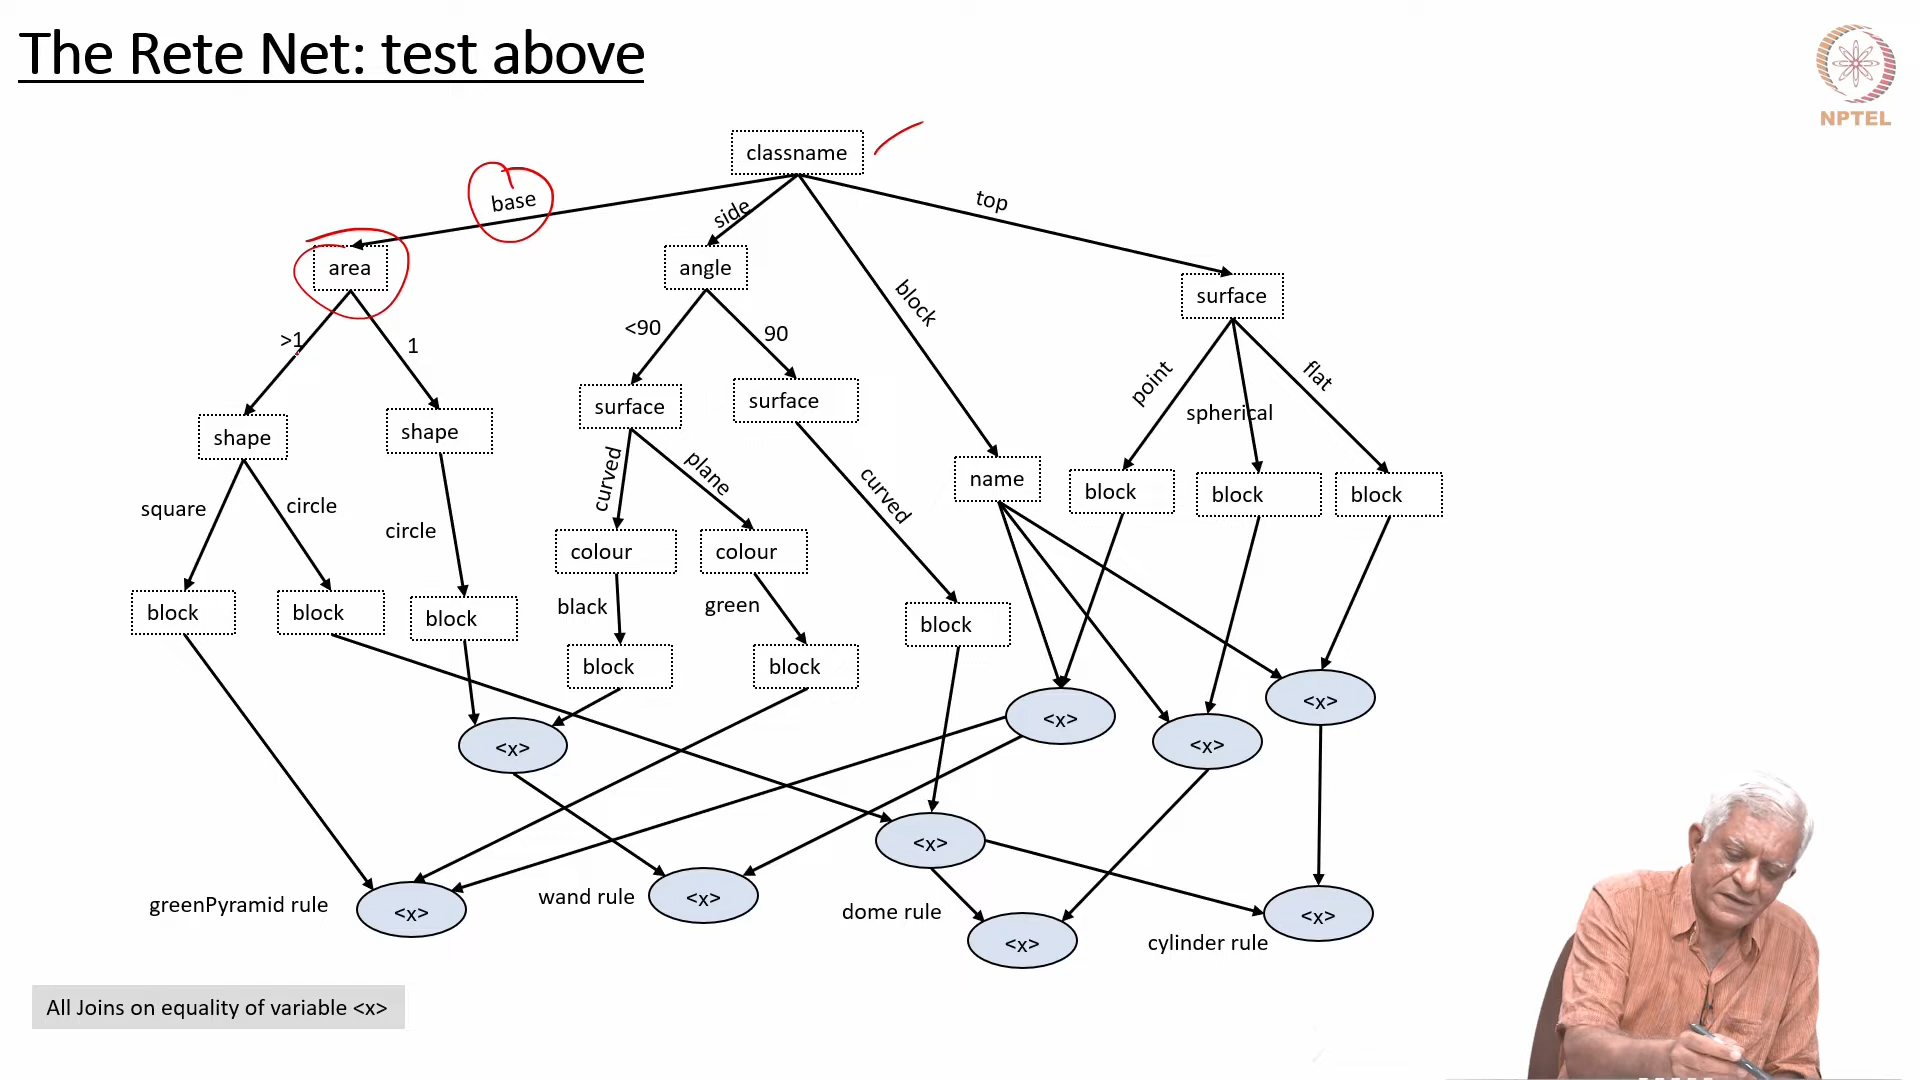 The Rete Net: test above
NPTEL
classname
base
side
top
area
angle
block
surface
>1
1
<90
90
point
spherical
flat
shape
shape
surface
surface
curved
plane
curved
name
block
block
block
square
circle
circle
colour
colour
black
green
block
block
block
block
block
block
<x>
<x>
<x>
<x>
<x>
greenPyramid rule
<x>
wand rule
<x>
dome rule
<x>
cylinder rule
<x>
All Joins on equality of variable <x>